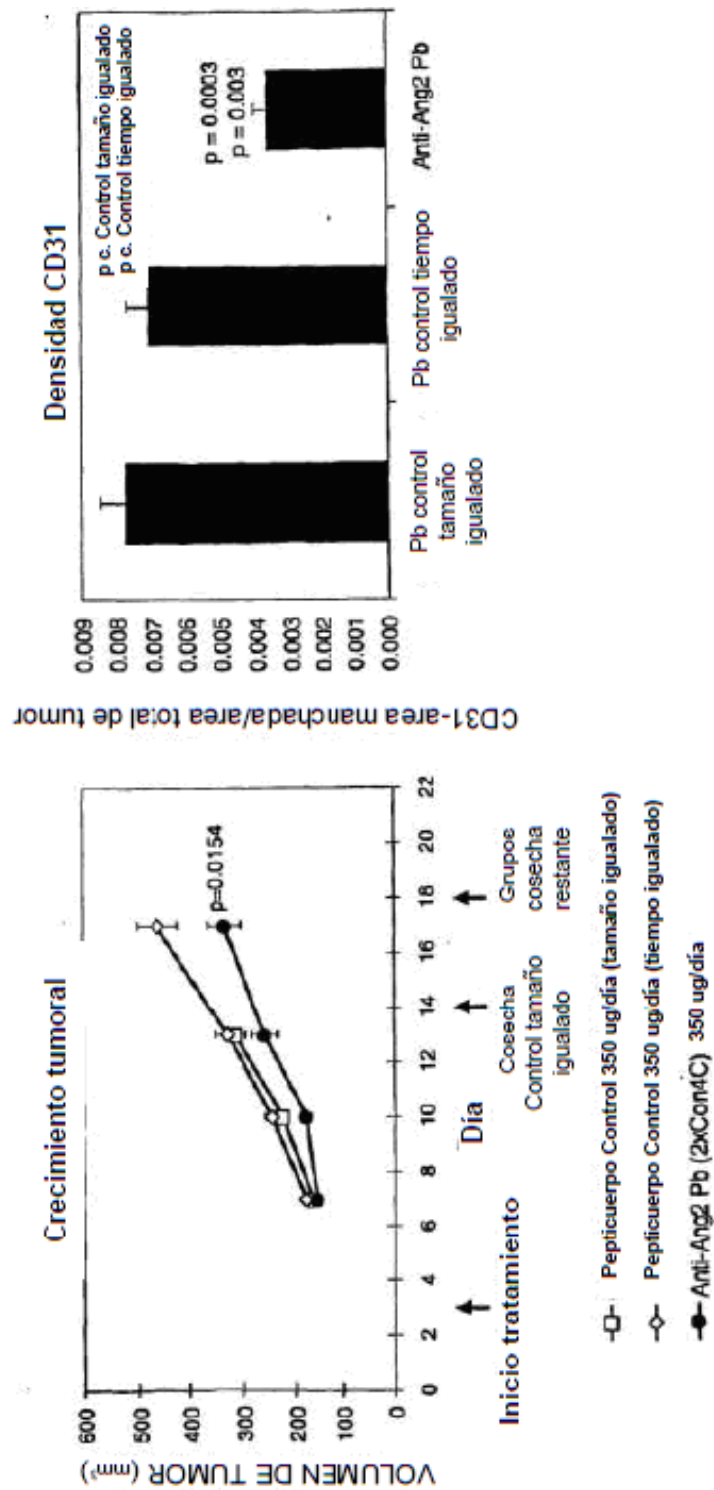 Crecimiento tumoral
VOLUMEN DE TUMOR (mm³)
600
500
400
300
200
100
0
p=0.0154
0 2 4 6 8 10 12 14 16 18 20 22
Día
Inicio tratamiento
Cosecha
Control tamaño
igualado
Grupos
cosecha
restante
Pepticuerpo Control 350 ug/día (tamaño igualado)
Pepticuerpo Control 350 ug/día (tiempo igualado)
Anti-Ang2 Pb (2xCon4C) 350 ug/día
Densidad CD31
CD31-area manchada/area total de tumor
0.009
0.008
0.007
0.006
0.005
0.004
0.003
0.002
0.001
0.000
p c. Control tamaño igualado
p c. Control tiempo igualado
p = 0.0003
p = 0.003
Pb control
tamaño
igualado
Pb control tiempo
igualado
Anti-Ang2 Pb